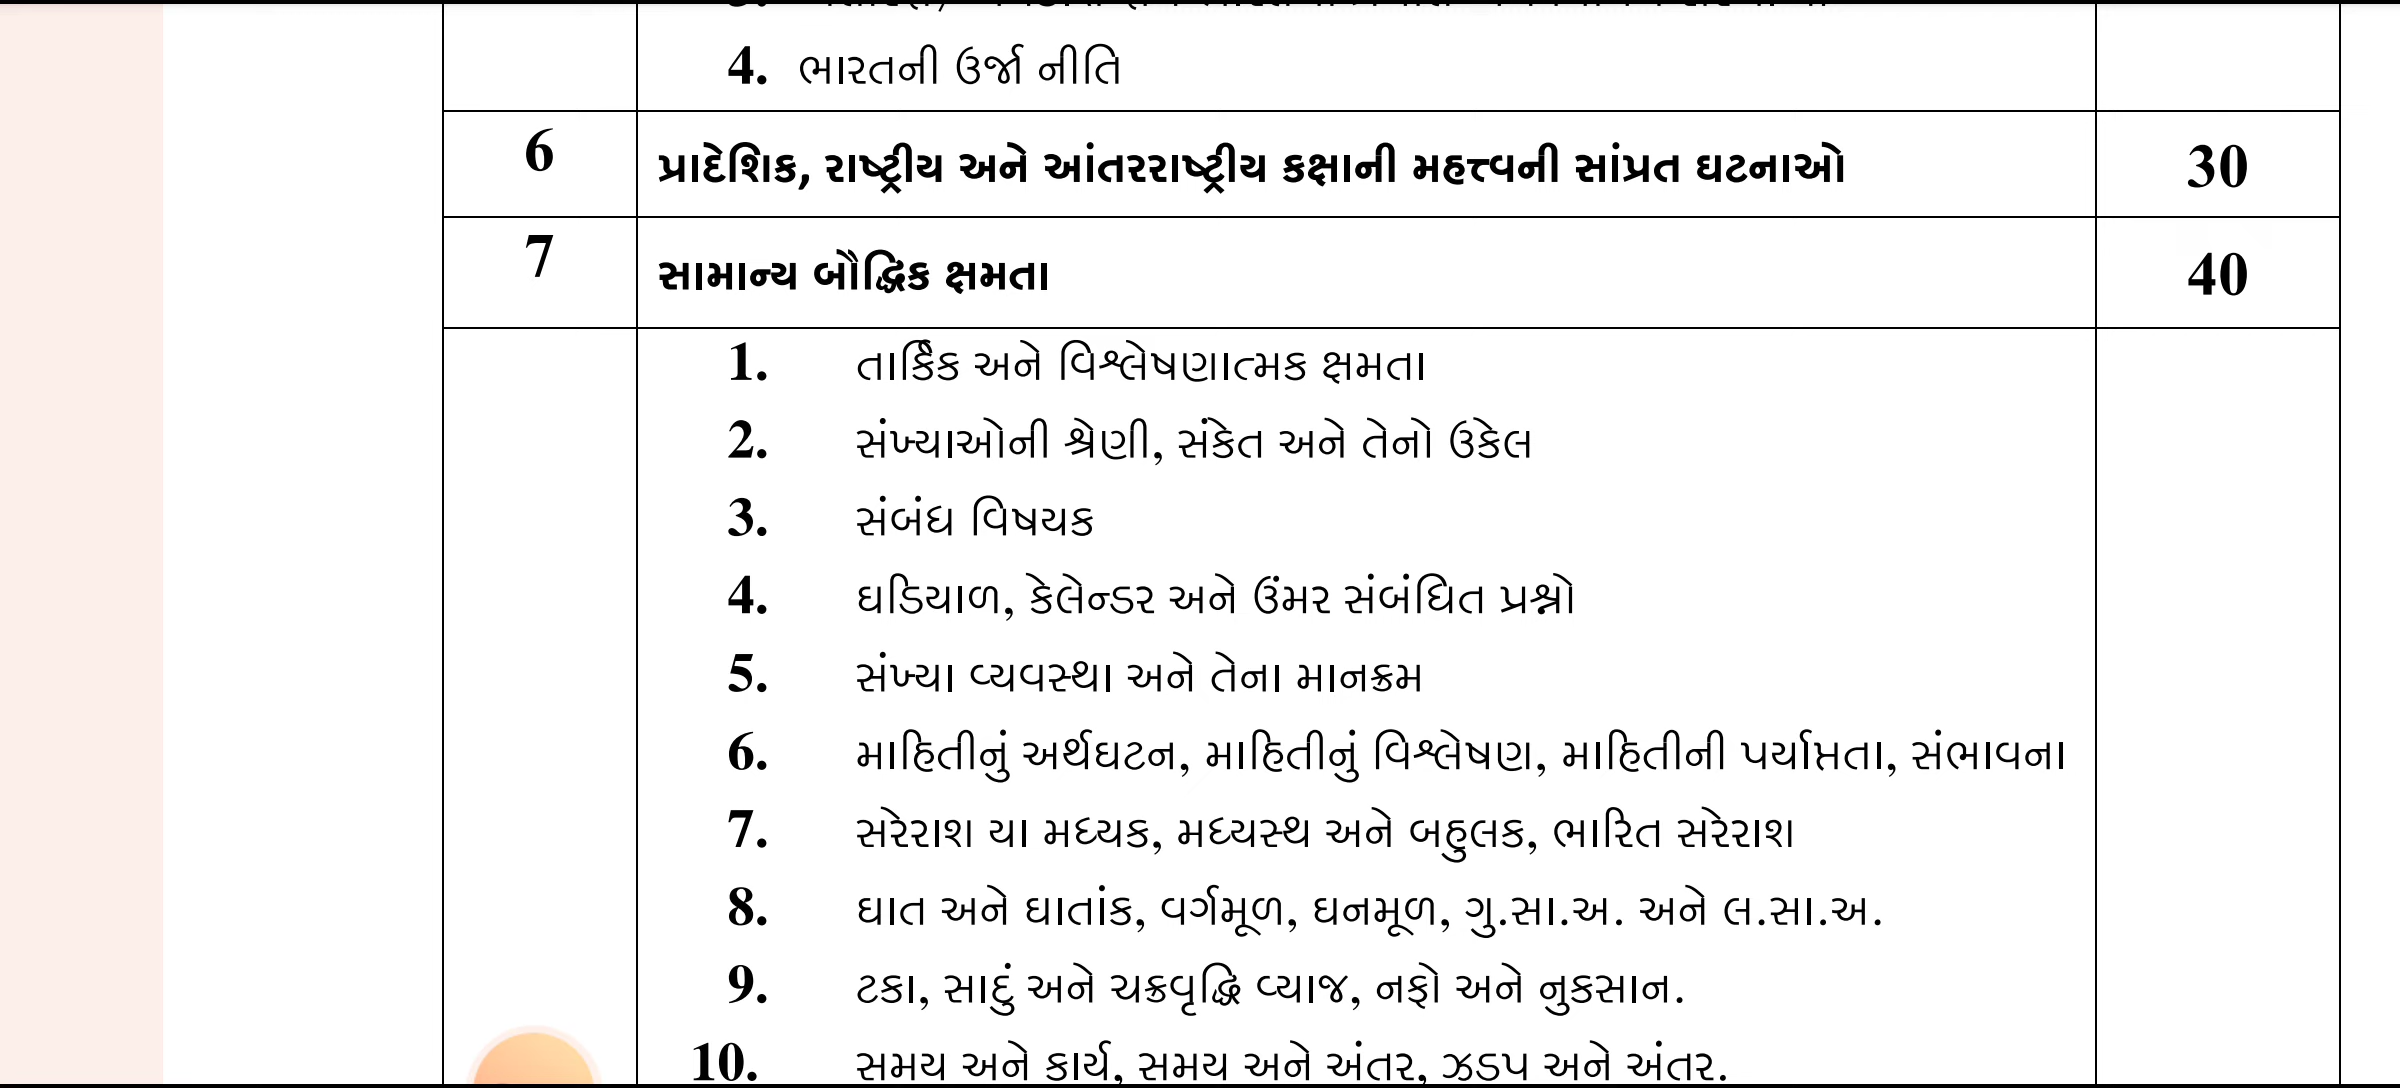 4. ભારતની ઉર્જા નીતિ
6 પ્રાદેશિક, રાષ્ટ્રીય અને આંતરરાષ્ટ્રીય કક્ષાની મહત્ત્વની સાંપ્રત ઘટનાઓ 30
7 સામાન્ય બૌદ્ધિક ક્ષમતા 40
1. તાર્કિક અને વિશ્લેષણાત્મક ક્ષમતા
2. સંખ્યાઓની શ્રેણી, સંકેત અને તેનો ઉકેલ
3. સંબંધ વિષયક
4. ઘડિયાળ, કેલેન્ડર અને ઉંમર સંબંધિત પ્રશ્નો
5. સંખ્યા વ્યવસ્થા અને તેના માનક્રમ
6. માહિતીનું અર્થઘટન, માહિતીનું વિશ્લેષણ, માહિતીની પર્યાપ્તતા, સંભાવના
7. સરેરાશ યા મધ્યક, મધ્યસ્થ અને બહુલક, ભારિત સરેરાશ
8. ઘાત અને ઘાતાંક, વર્ગમૂળ, ઘનમૂળ, ગુ.સા.અ. અને લ.સા.અ.
9. ટકા, સાદું અને ચક્રવૃદ્ધિ વ્યાજ, નફો અને નુકસાન.
10. સમય અને કાર્ય, સમય અને અંતર, ઝડપ અને અંતર.